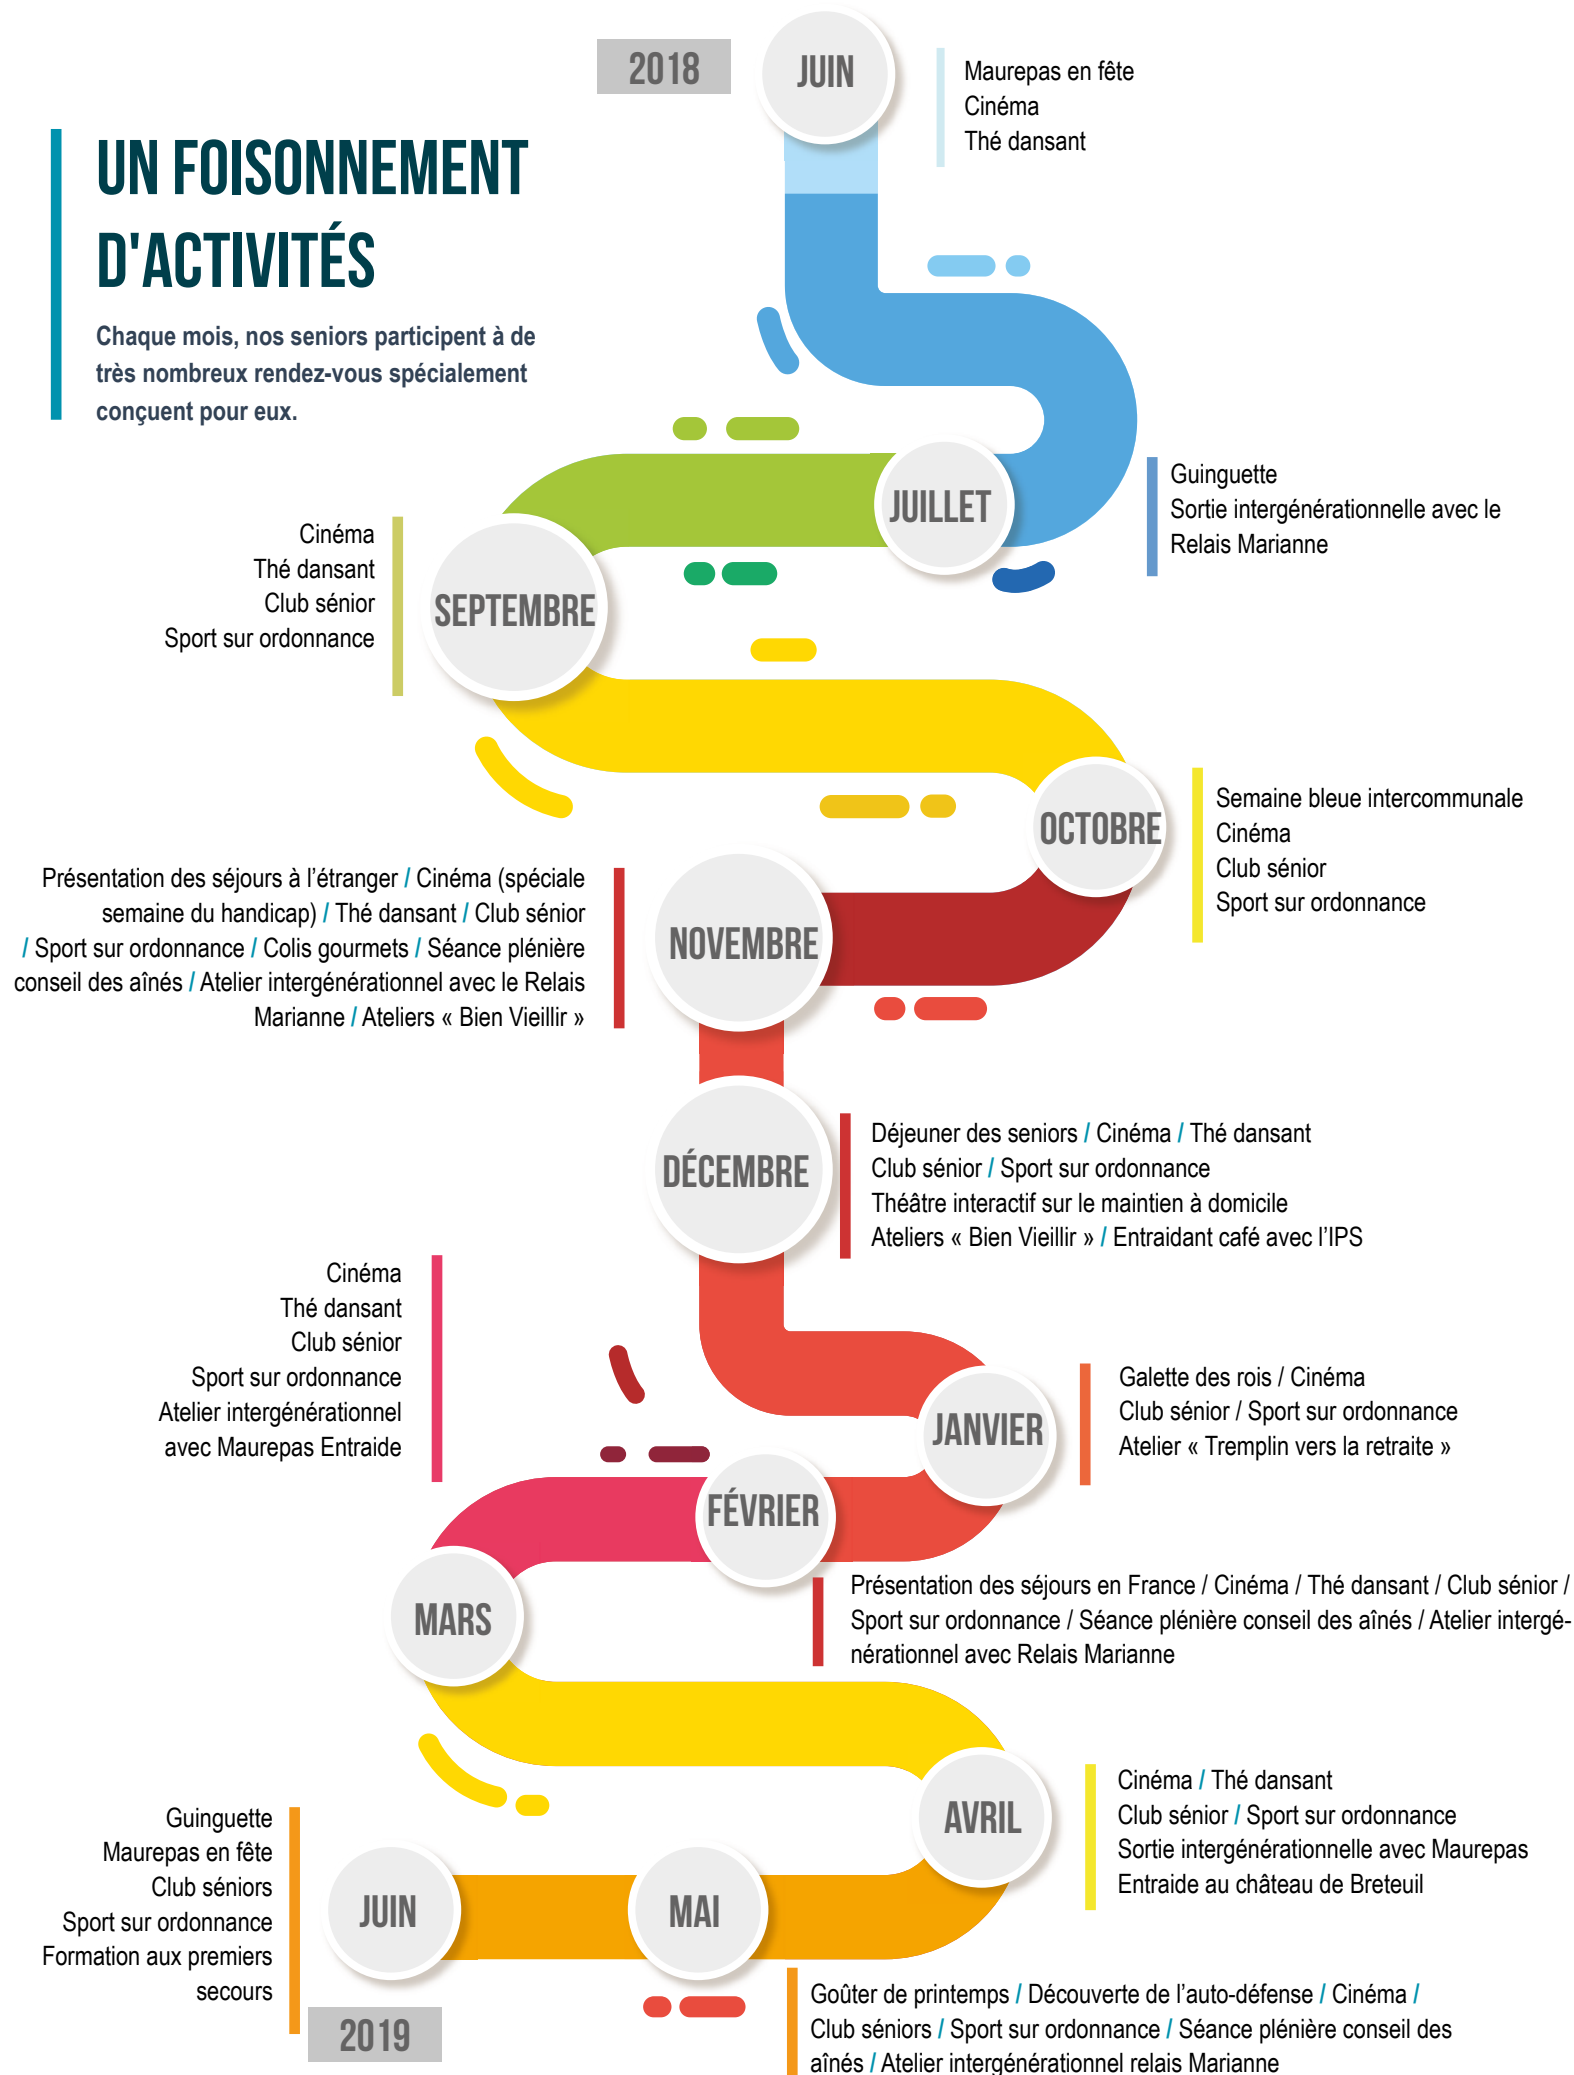 2018
JUIN
Maurepas en fête
Cinéma
Thé dansant
UN FOISONNEMENT
D'ACTIVITÉS
Chaque mois, nos seniors participent à de
très nombreux rendez-vous spécialement
conçuent pour eux.
JUILLET
Guinguette
Sortie intergénérationnelle avec le
Relais Marianne
Cinéma
Thé dansant
Club sénior
Sport sur ordonnance
SEPTEMBRE
OCTOBRE
Semaine bleue intercommunale
Cinéma
Club sénior
Sport sur ordonnance
Présentation des séjours à l’étranger / Cinéma (spéciale
semaine du handicap) / Thé dansant / Club sénior
/ Sport sur ordonnance / Colis gourmets / Séance plénière
conseil des aînés / Atelier intergénérationnel avec le Relais
Marianne / Ateliers « Bien Vieillir »
NOVEMBRE
DÉCEMBRE
Déjeuner des seniors / Cinéma / Thé dansant
Club sénior / Sport sur ordonnance
Théâtre interactif sur le maintien à domicile
Ateliers « Bien Vieillir » / Entraidant café avec l’IPS
JANVIER
Galette des rois / Cinéma
Club sénior / Sport sur ordonnance
Atelier « Tremplin vers la retraite »
FÉVRIER
Présentation des séjours en France / Cinéma / Thé dansant / Club sénior /
Sport sur ordonnance / Séance plénière conseil des aînés / Atelier intergé-
nérationnel avec Relais Marianne
Cinéma
Thé dansant
Club sénior
Sport sur ordonnance
Atelier intergénérationnel
avec Maurepas Entraide
MARS
AVRIL
Cinéma / Thé dansant
Club sénior / Sport sur ordonnance
Sortie intergénérationnelle avec Maurepas
Entraide au château de Breteuil
MAI
Goûter de printemps / Découverte de l’auto-défense / Cinéma /
Club séniors / Sport sur ordonnance / Séance plénière conseil des
aînés / Atelier intergénérationnel relais Marianne
Guinguette
Maurepas en fête
Club séniors
Sport sur ordonnance
Formation aux premiers
secours
JUIN
2019